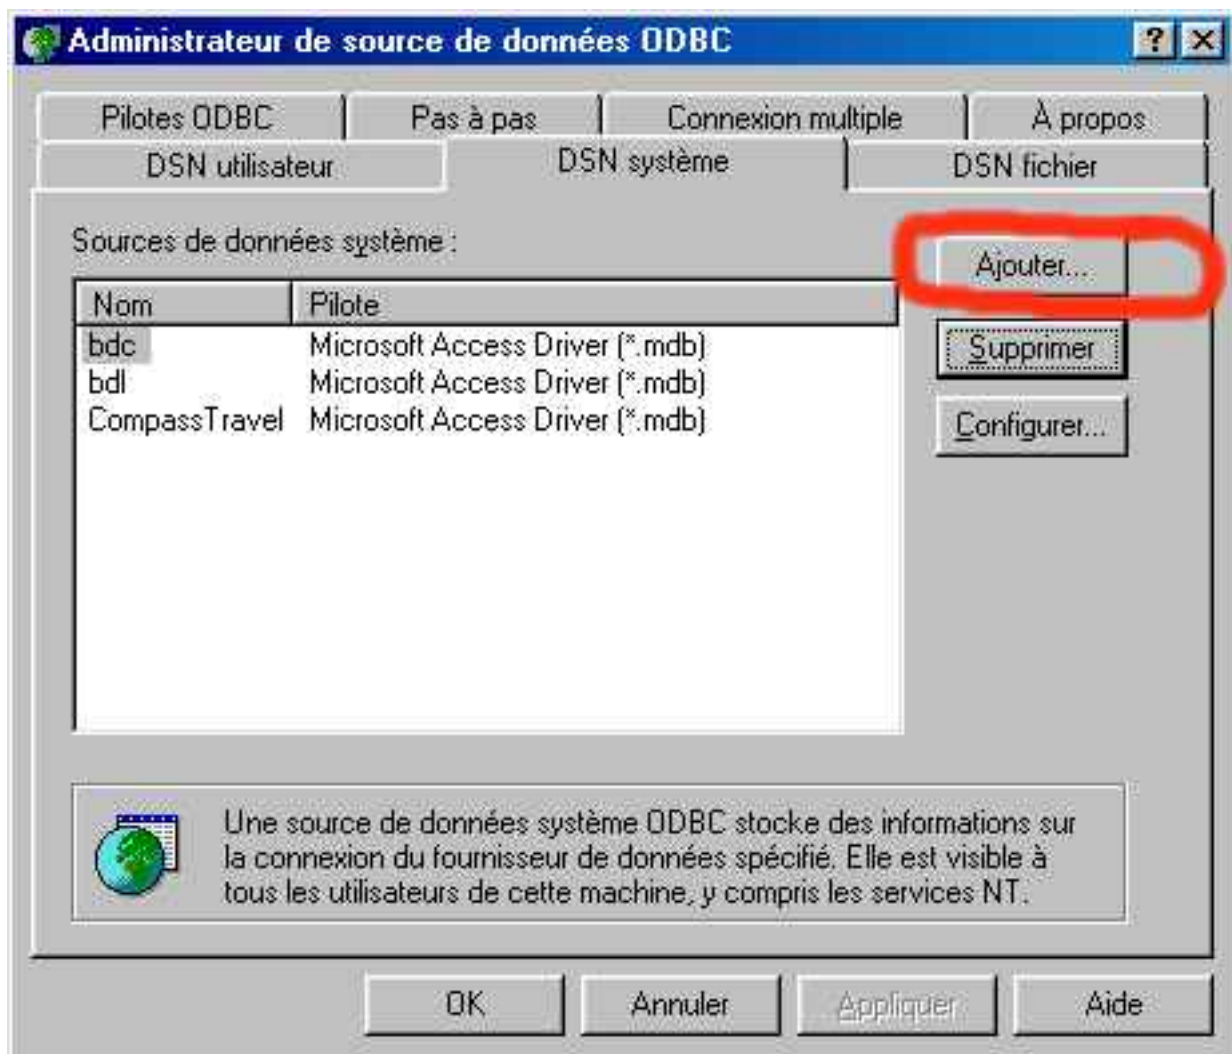 Administrateur de source de données ODBC
Pilotes ODBC Pas à pas Connexion multiple À propos
DSN utilisateur DSN système DSN fichier
Sources de données système :
Ajouter...
Nom Pilote
bdc Microsoft Access Driver (*.mdb)
Supprimer
bdl Microsoft Access Driver (*.mdb)
CompassTravel Microsoft Access Driver (*.mdb)
Configurer...
Une source de données système ODBC stocke des informations sur
la connexion du fournisseur de données spécifié. Elle est visible à
tous les utilisateurs de cette machine, y compris les services NT.
OK Annuler Appliquer Aide